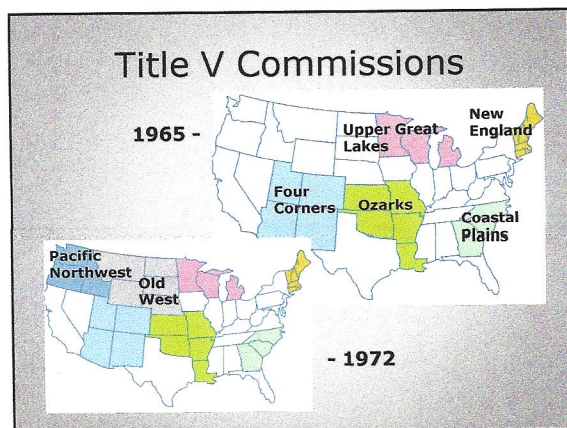 Title V Commissions
1965 -
Upper Great
Lakes
New
England
Four
Corners
Ozarks
Coastal
Plains
Pacific
Northwest
Old
West
- 1972